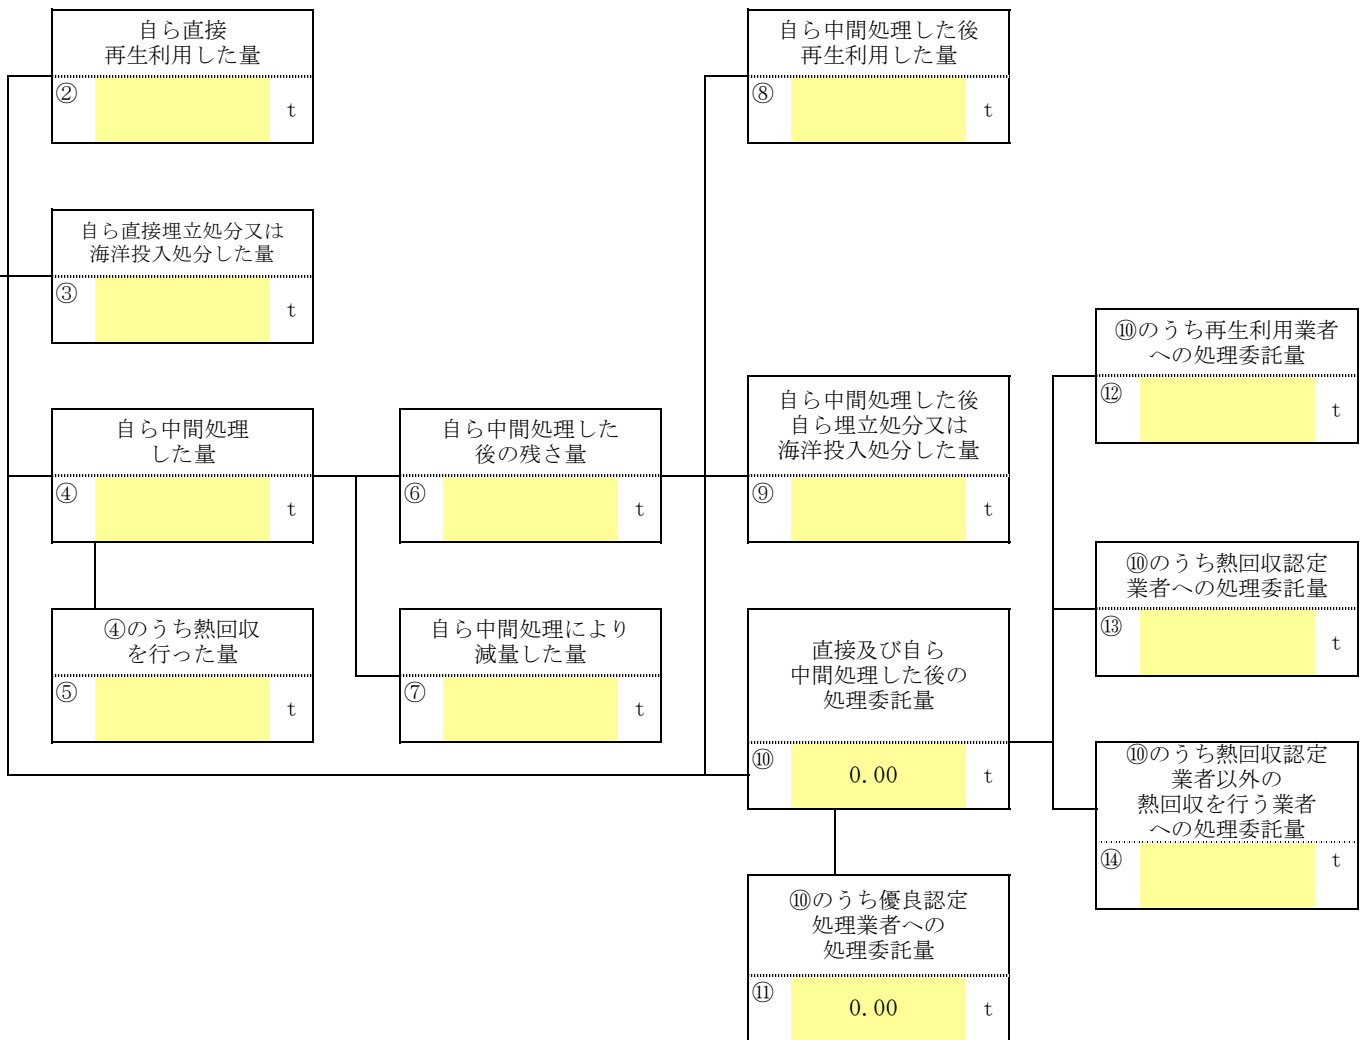 自ら直接
再生利用した量
②
t
自ら直接埋立処分又は
海洋投入処分した量
③
t
自ら中間処理
した量
④
t
④のうち熱回収
を行った量
⑤
t
自ら中間処理した
後の残さ量
⑥
t
自ら中間処理により
減量した量
⑦
t
自ら中間処理した後
再生利用した量
⑧
t
自ら中間処理した後
自ら埋立処分又は
海洋投入処分した量
⑨
t
直接及び自ら
中間処理した後の
処理委託量
⑩ 0.00 t
⑩のうち優良認定
処理業者への
処理委託量
⑪ 0.00 t
⑩のうち再生利用業者
への処理委託量
⑫
t
⑩のうち熱回収認定
業者への処理委託量
⑬
t
⑩のうち熱回収認定
業者以外の
熱回収を行う業者
への処理委託量
⑭
t